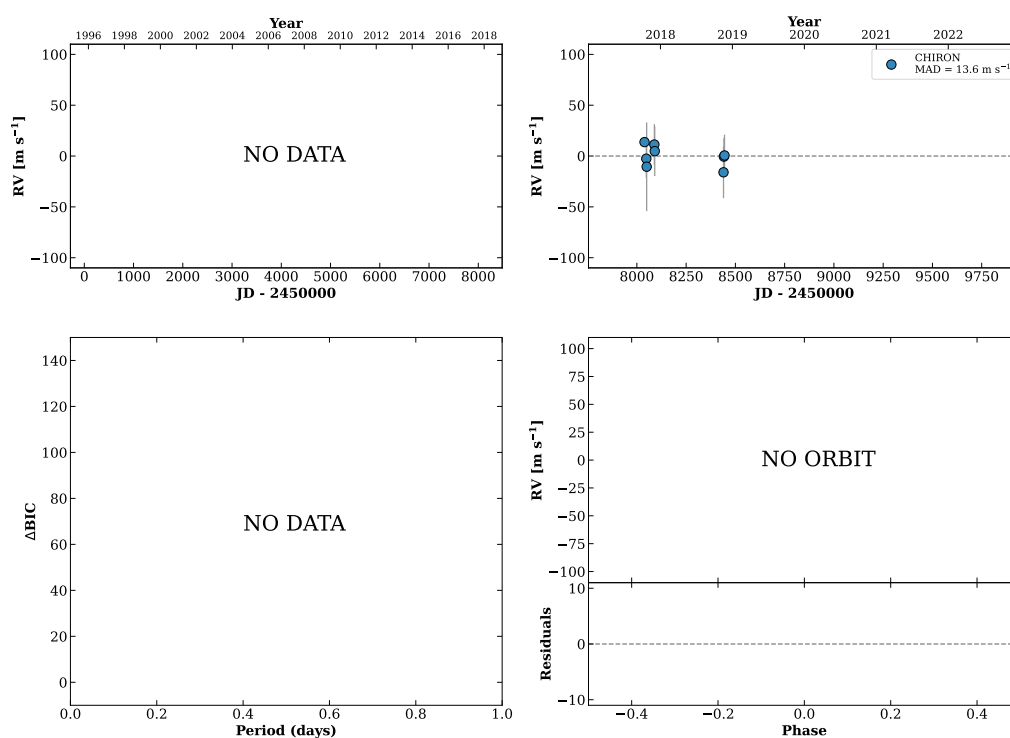 Year
1996 1998 2000 2002 2004 2006 2008 2010 2012 2014 2016 2018
100
50
0
−50
−100
RV [m s⁻¹]
NO DATA
0 1000 2000 3000 4000 5000 6000 7000 8000
JD - 2450000
Year
2018 2019 2020 2021 2022
CHIRON
MAD = 13.6 m s⁻¹
100
50
0
−50
−100
RV [m s⁻¹]
8000 8250 8500 8750 9000 9250 9500 9750
JD - 2450000
140
120
100
80
60
40
20
0
ΔBIC
NO DATA
0.0 0.2 0.4 0.6 0.8 1.0
Period (days)
100
75
50
25
0
−25
−50
−75
−100
RV [m s⁻¹]
NO ORBIT
10
0
−10
Residuals
−0.4 −0.2 0.0 0.2 0.4
Phase